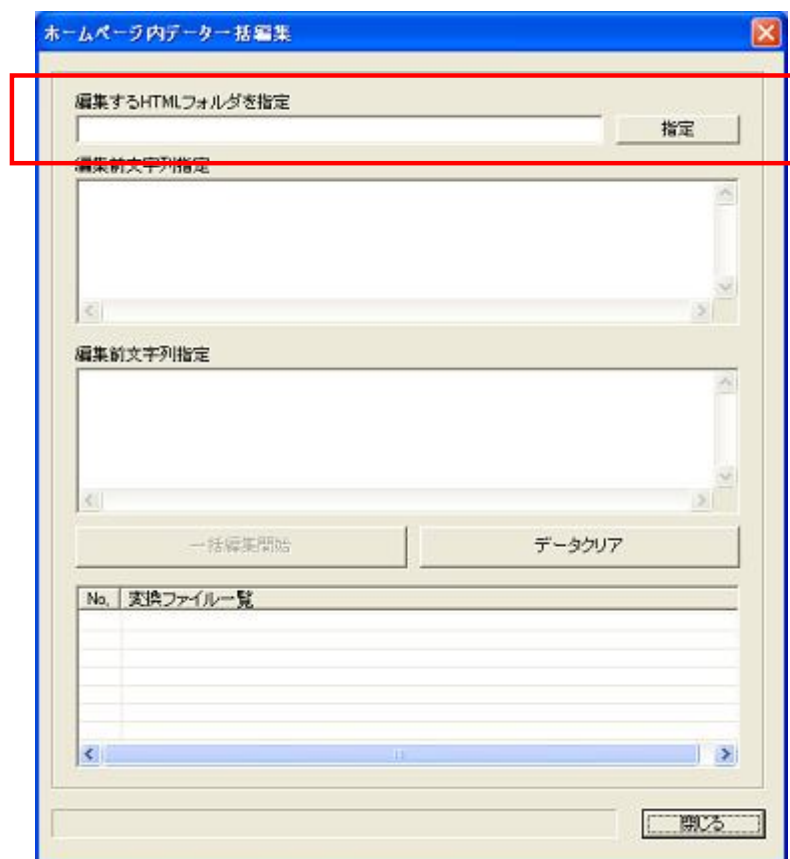 ホームページ内データ一括編集
編集するHTMLフォルダを指定
指定
編集前文字列指定
編集前文字列指定
一括編集開始
データクリア
No. 変換ファイル一覧
閉じる